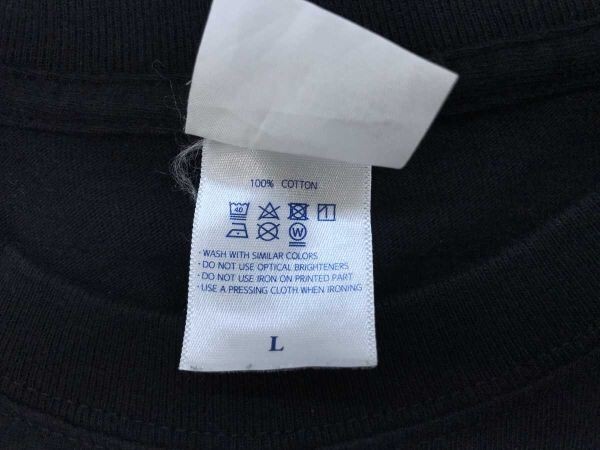 100% COTTON
40
W
· WASH WITH SIMILAR COLORS
· DO NOT USE OPTICAL BRIGHTENERS
· DO NOT USE IRON ON PRINTED PART
· USE A PRESSING CLOTH WHEN IRONING
L